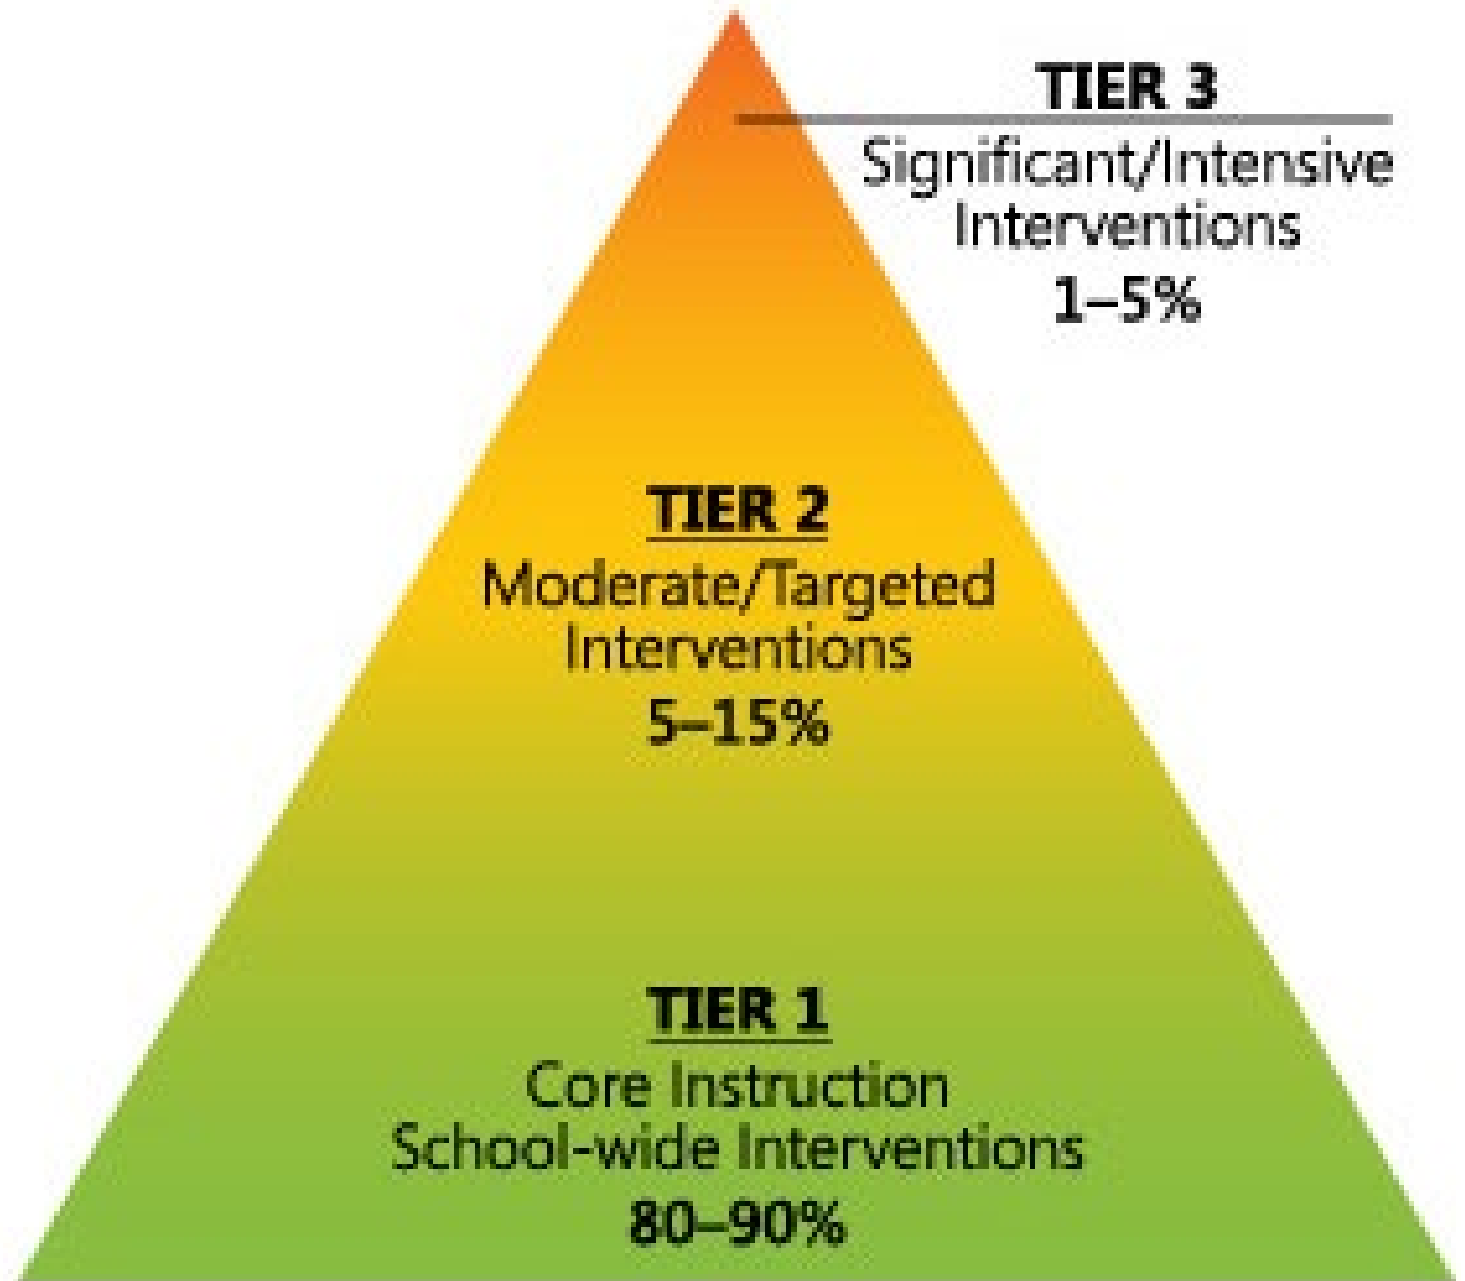 TIER 3
Significant/Intensive
Interventions
1–5%
TIER 2
Moderate/Targeted
Interventions
5–15%
TIER 1
Core Instruction
School-wide Interventions
80–90%